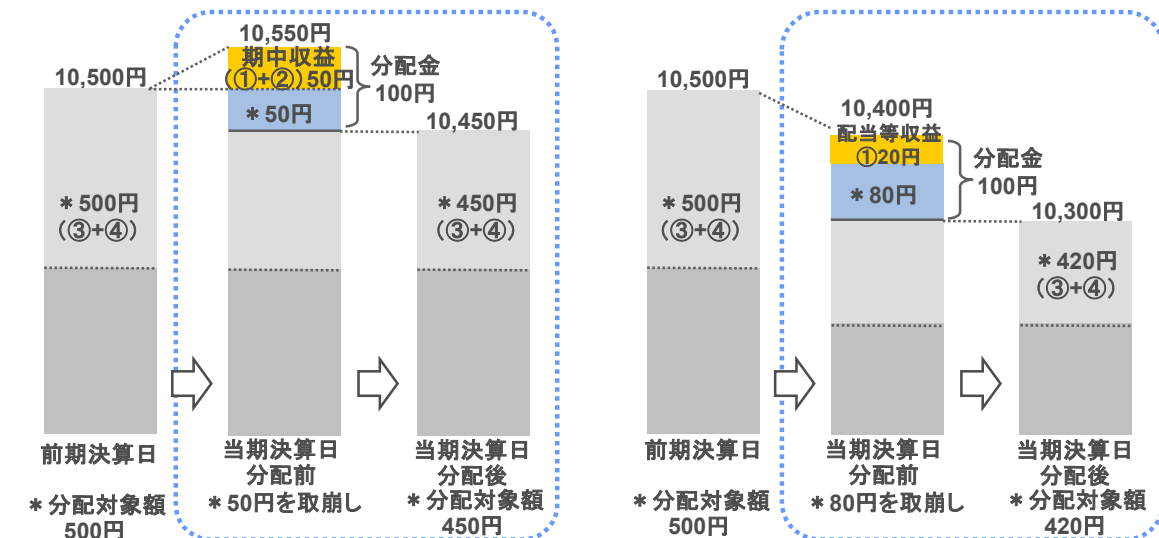 10,500円
10,550円
期中収益
(①+②)50円
分配金
100円
＊50円
10,450円
＊500円
(③+④)
＊450円
(③+④)
前期決算日
当期決算日
分配前
当期決算日
分配後
＊分配対象額
500円
＊50円を取崩し
＊分配対象額
450円
10,500円
10,400円
配当等収益
①20円
分配金
100円
＊80円
10,300円
＊500円
(③+④)
＊420円
(③+④)
前期決算日
当期決算日
分配前
当期決算日
分配後
＊分配対象額
500円
＊80円を取崩し
＊分配対象額
420円